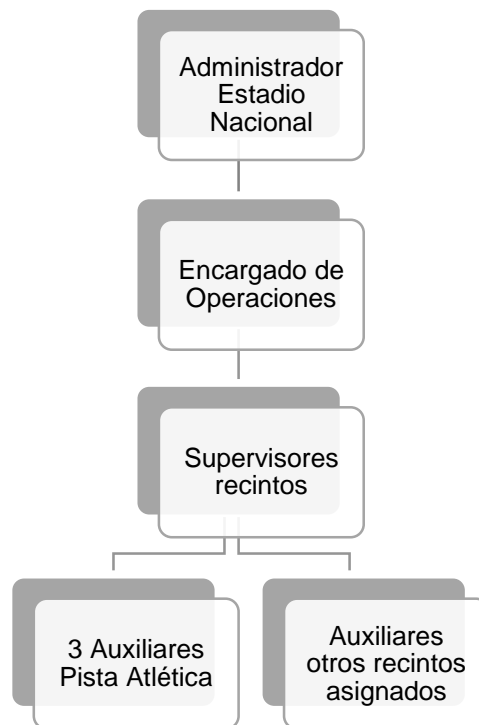 Administrador
Estadio
Nacional
Encargado de
Operaciones
Supervisores
recintos
3 Auxiliares
Pista Atlética
Auxiliares
otros recintos
asignados